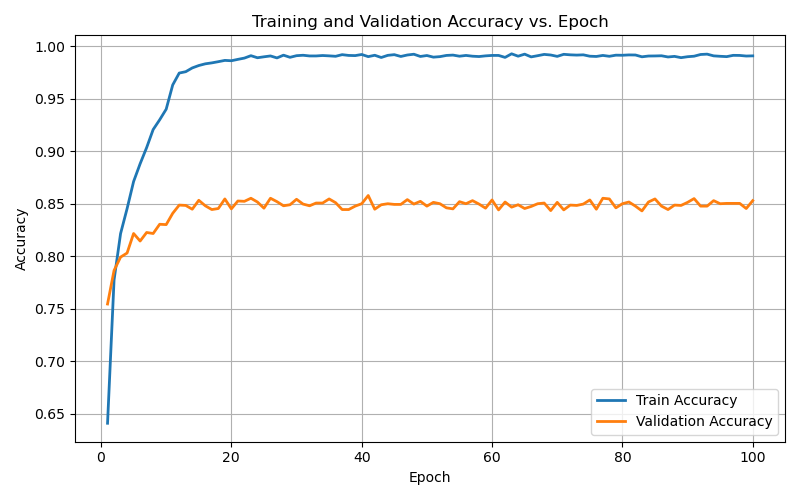 Training and Validation Accuracy vs. Epoch
1.00
0.95
0.90
0.85
0.80
0.75
0.70
0.65
Accuracy
0 20 40 60 80 100
Epoch
Train Accuracy
Validation Accuracy